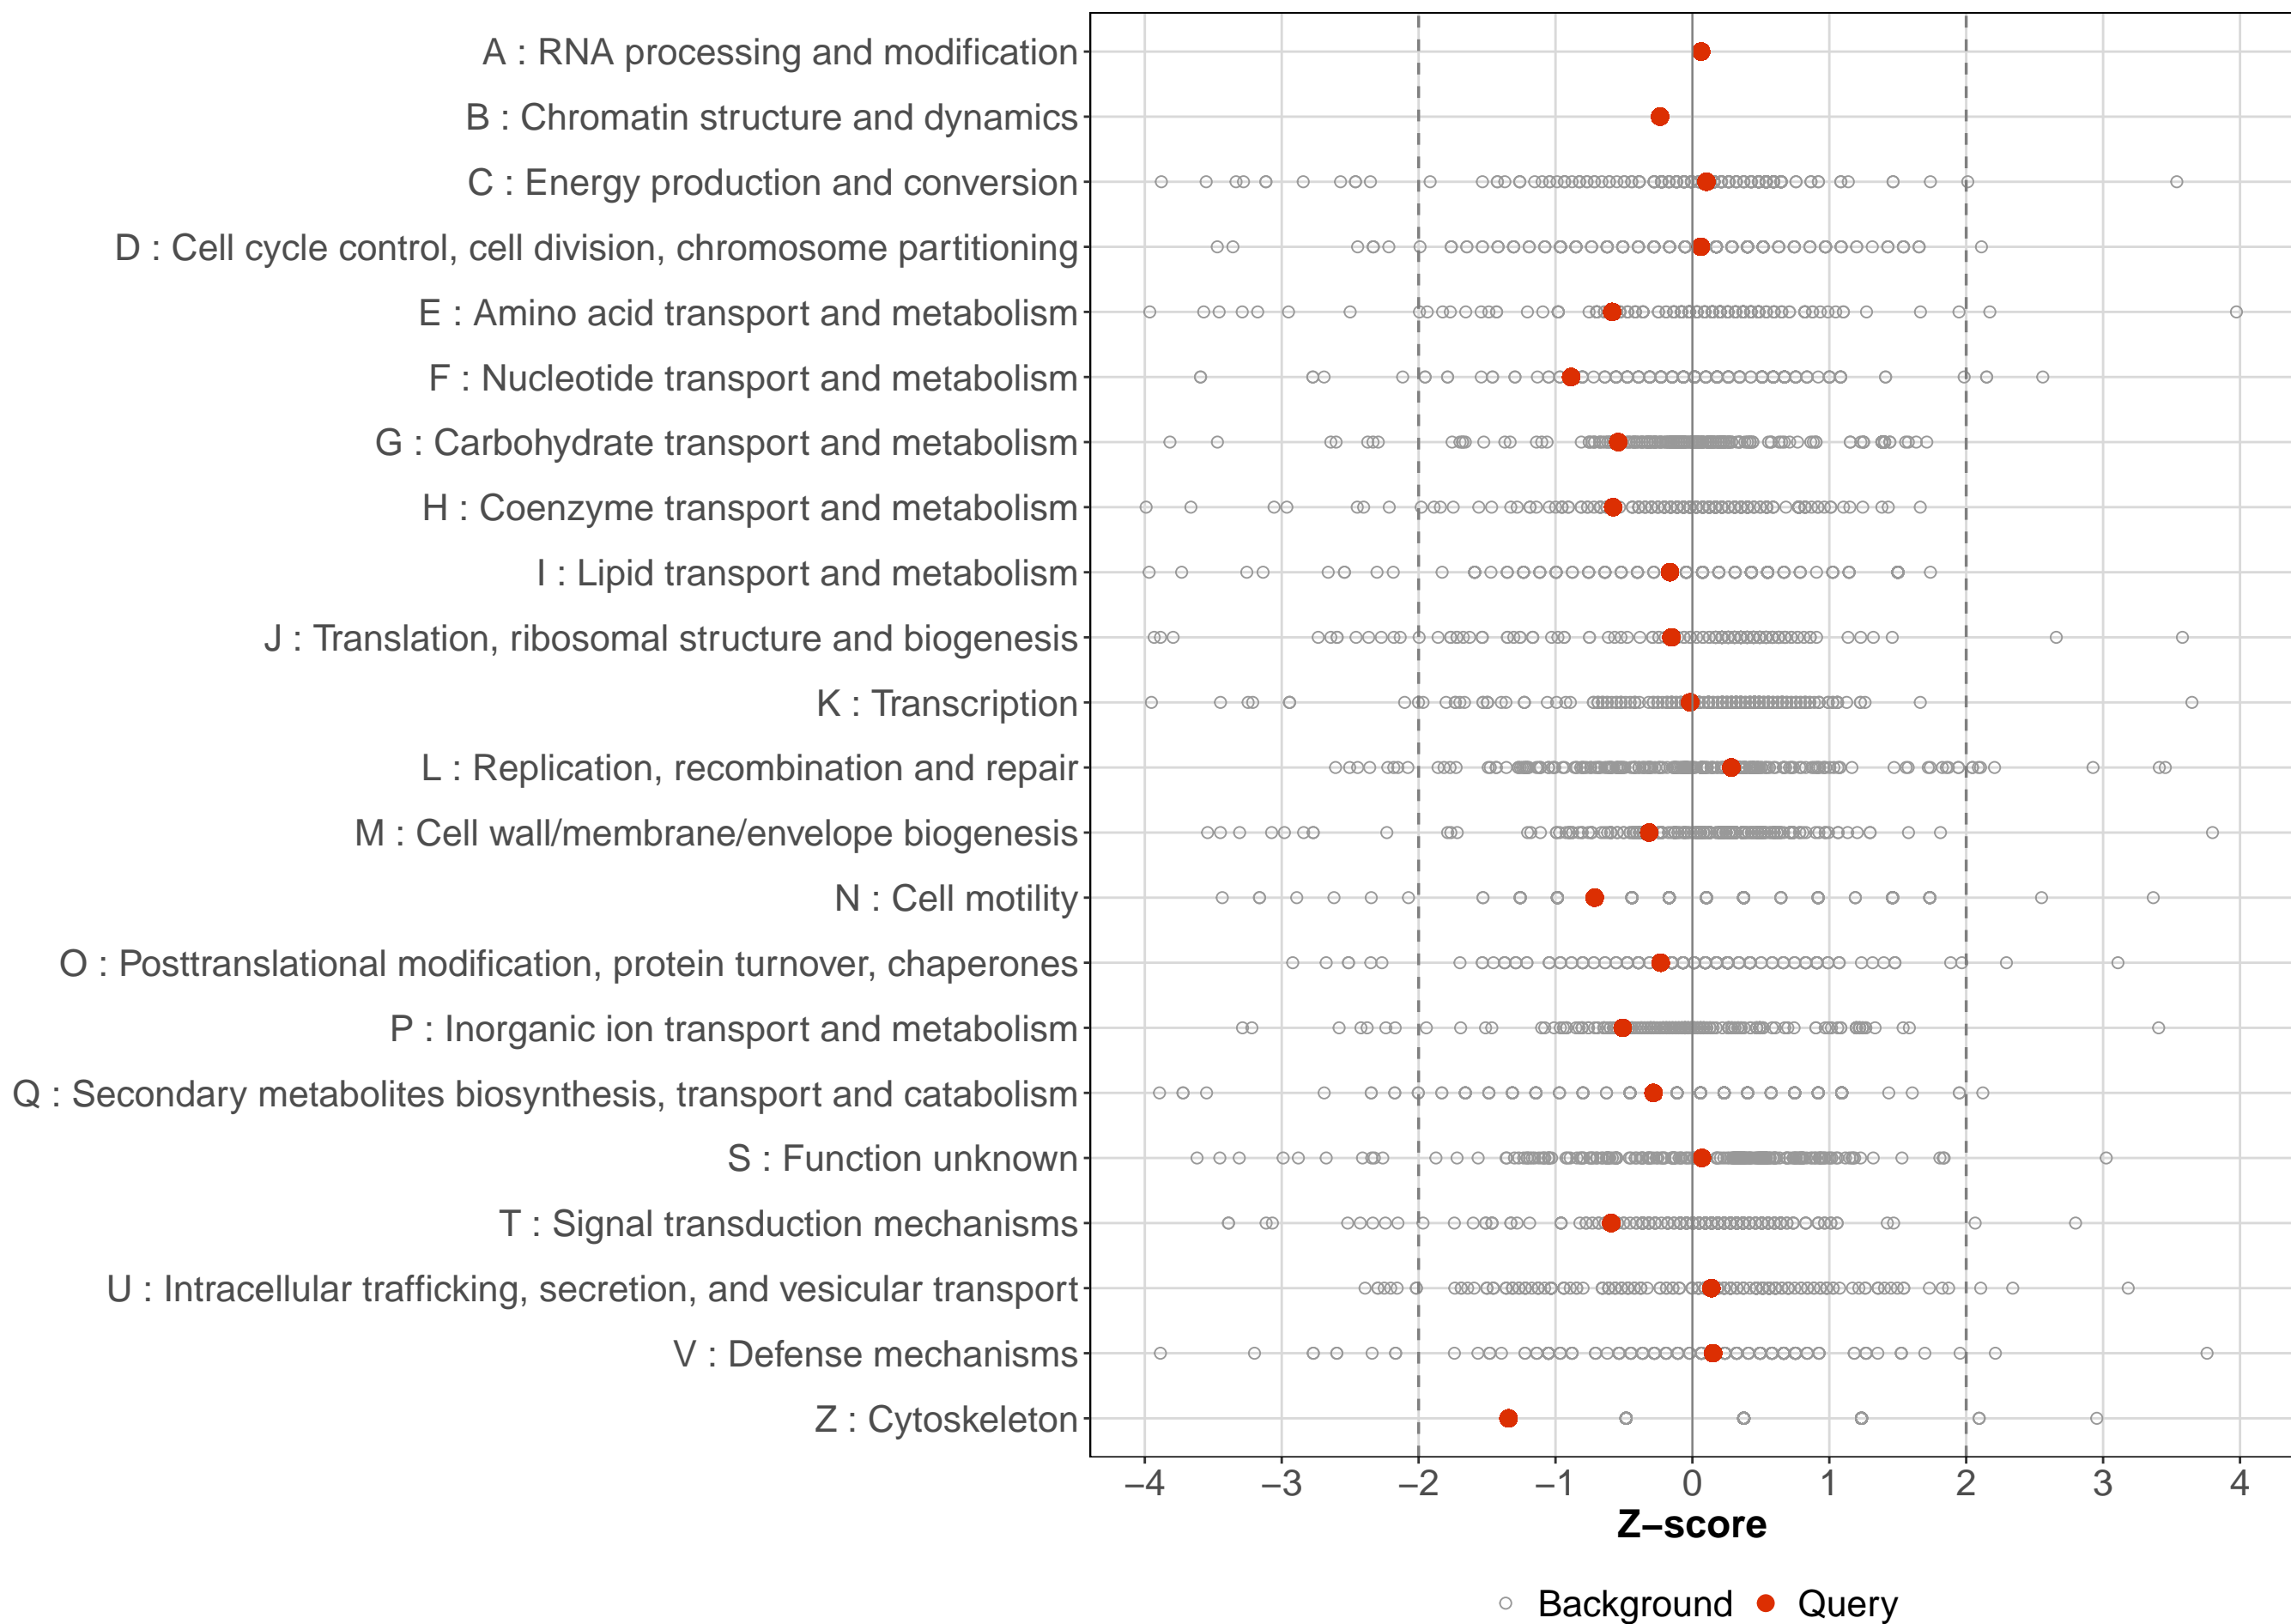 A : RNA processing and modification
B : Chromatin structure and dynamics
C : Energy production and conversion
D : Cell cycle control, cell division, chromosome partitioning
E : Amino acid transport and metabolism
F : Nucleotide transport and metabolism
G : Carbohydrate transport and metabolism
H : Coenzyme transport and metabolism
I : Lipid transport and metabolism
J : Translation, ribosomal structure and biogenesis
K : Transcription
L : Replication, recombination and repair
M : Cell wall/membrane/envelope biogenesis
N : Cell motility
O : Posttranslational modification, protein turnover, chaperones
P : Inorganic ion transport and metabolism
Q : Secondary metabolites biosynthesis, transport and catabolism
S : Function unknown
T : Signal transduction mechanisms
U : Intracellular trafficking, secretion, and vesicular transport
V : Defense mechanisms
Z : Cytoskeleton
−4 −3 −2 −1 0 1 2 3 4
Z−score
Background Query